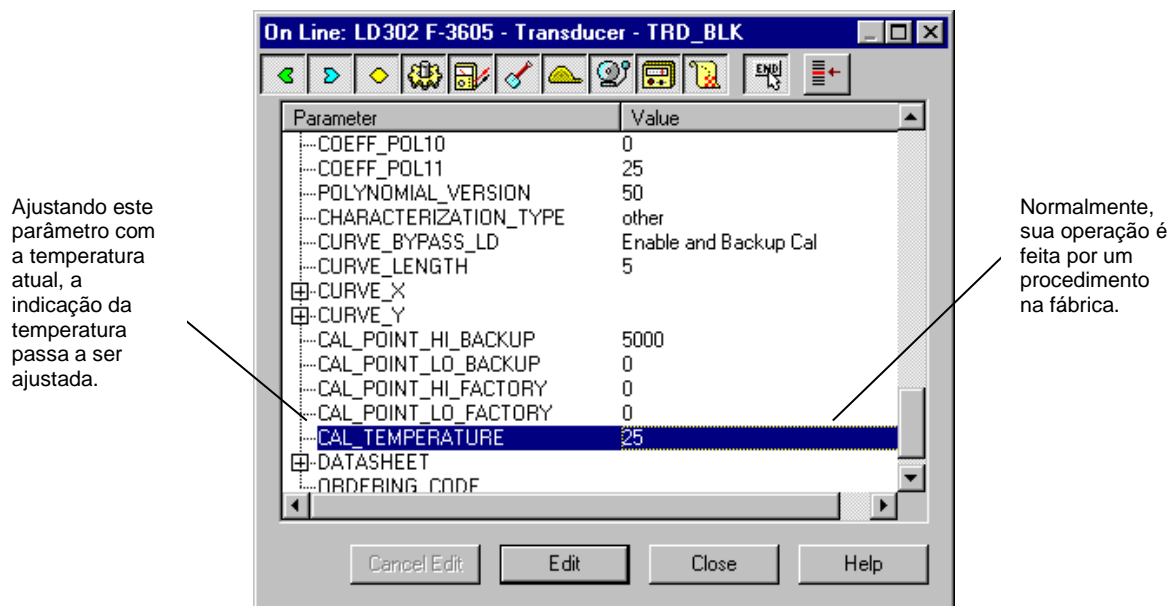 On Line: LD302 F-3605 - Transducer - TRD_BLK
END
Parameter Value
COEFF_POL10 0
COEFF_POL11 25
POLYNOMIAL_VERSION 50
CHARACTERIZATION_TYPE other
CURVE_BYPASS_LD Enable and Backup Cal
CURVE_LENGTH 5
CURVE_X
CURVE_Y
CAL_POINT_HI_BACKUP 5000
CAL_POINT_LO_BACKUP 0
CAL_POINT_HI_FACTORY 0
CAL_POINT_LO_FACTORY 0
CAL_TEMPERATURE 25
DATASHEET
ORDERING_CODE
Cancel Edit Edit Close Help
Ajustando este
parâmetro com
a temperatura
atual, a
indicação da
temperatura
passa a ser
ajustada.
Normalmente,
sua operação é
feita por um
procedimento
na fábrica.